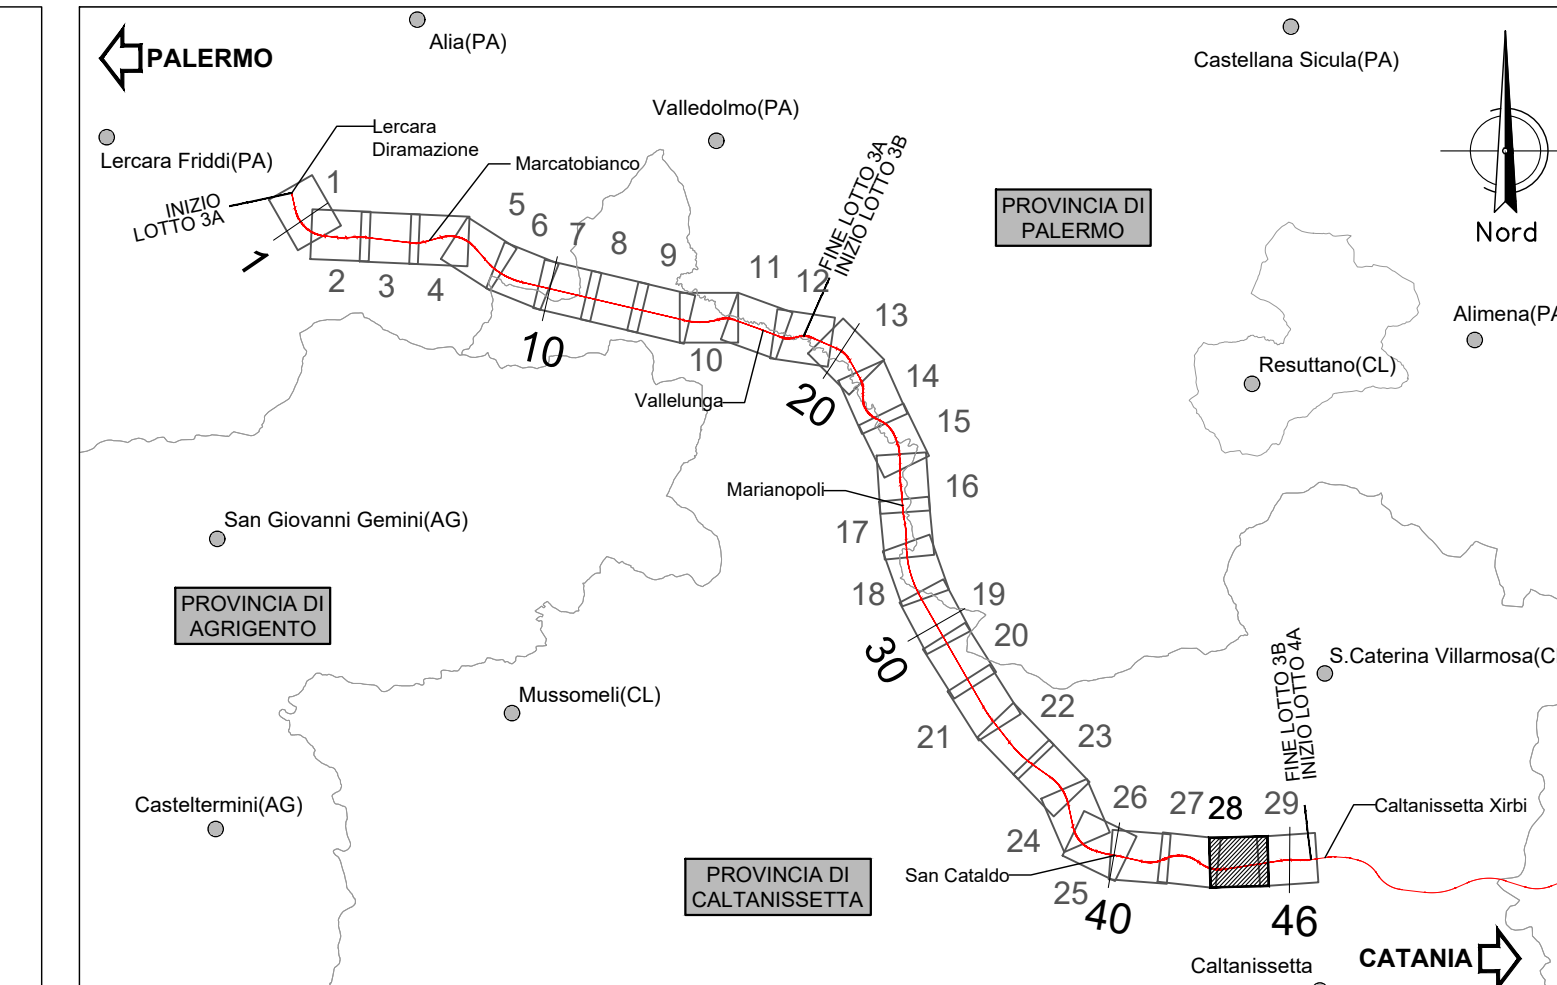 PALERMO
Alia(PA)
Castellana Sicula(PA)
Lercara Friddi(PA)
Lercara
Diramazione
Marcatobianco
Valledolmo(PA)
INIZIO
LOTTO 3A
FINE LOTTO 3A
INIZIO LOTTO 3B
PROVINCIA DI
PALERMO
Nord
1
1
2
3
4
5
6
7
8
9
10
10
11
12
13
14
15
20
Vallelunga
Alimena(PA
Resuttano(CL)
Marianopoli
16
17
San Giovanni Gemini(AG)
PROVINCIA DI
AGRIGENTO
18
19
20
30
FINE LOTTO 3B
INIZIO LOTTO 4A
S.Caterina Villarmosa(C
Mussomeli(CL)
21
22
23
Casteltermini(AG)
24
25
26
27
28
29
Caltanissetta Xirbi
PROVINCIA DI
CALTANISSETTA
San Cataldo
40
46
Caltanissetta
CATANIA